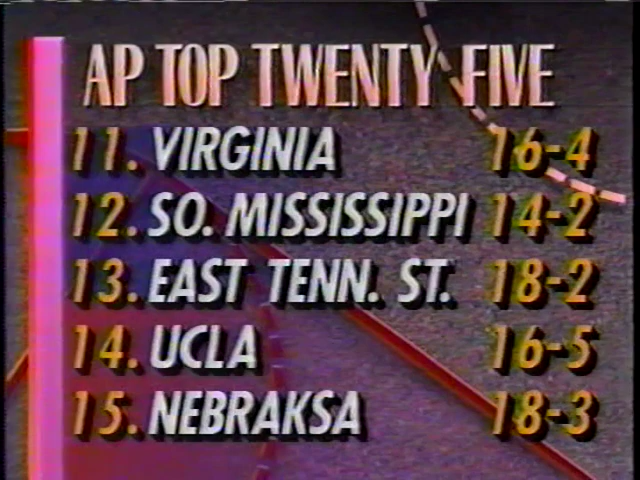 AP TOP TWENTY FIVE
11. VIRGINIA 16-4
12. SO. MISSISSIPPI 14-2
13. EAST TENN. ST. 18-2
14. UCLA 16-5
15. NEBRAKSA 18-3